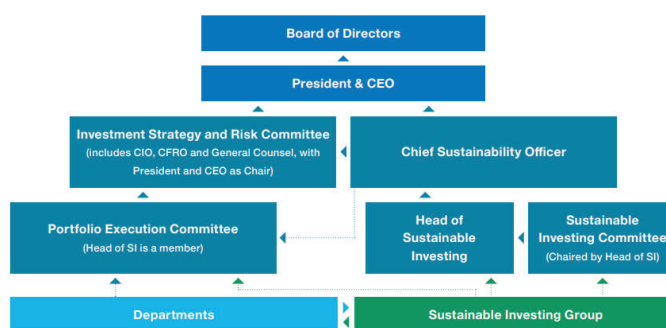 Board of Directors
President & CEO
Investment Strategy and Risk Committee
(includes CIO, CFRO and General Counsel, with
President and CEO as Chair)
Chief Sustainability Officer
Portfolio Execution Committee
(Head of SI is a member)
Head of
Sustainable
Investing
Sustainable
Investing Committee
(Chaired by Head of SI)
Departments
Sustainable Investing Group